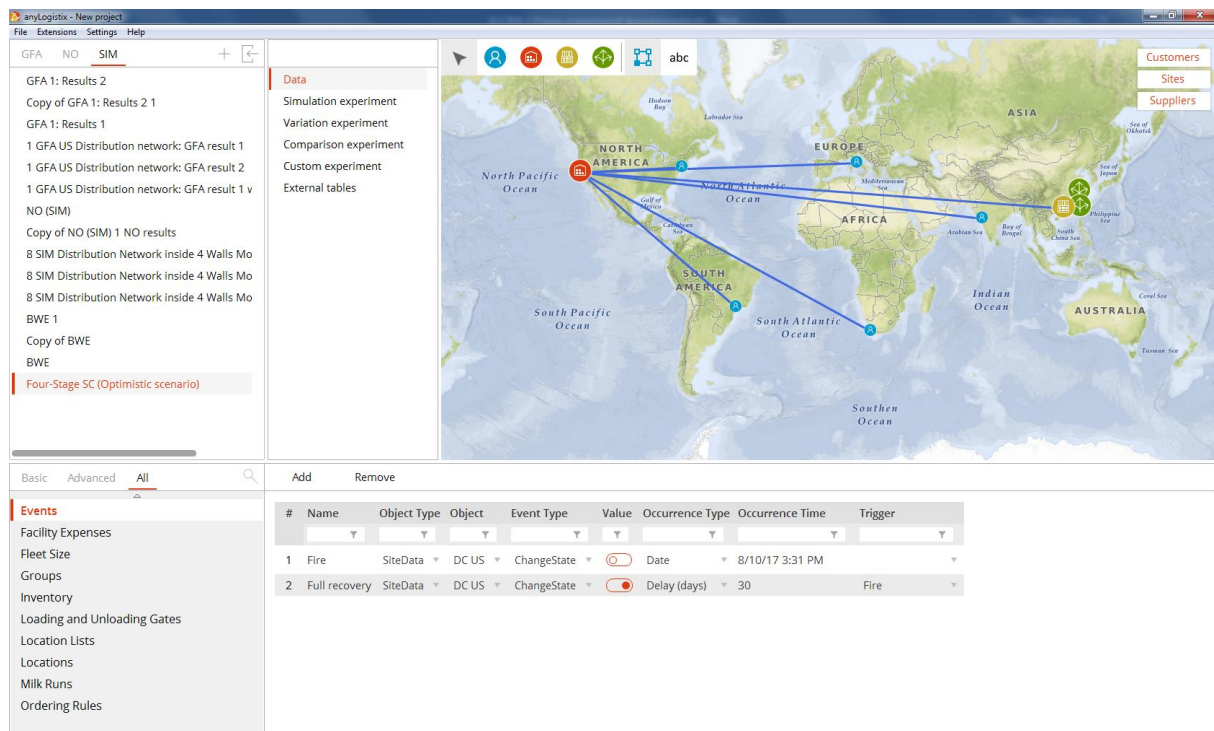 anyLogistix - New project
File Extensions Settings Help
GFA NO SIM
GFA 1: Results 2
Copy of GFA 1: Results 2 1
GFA 1: Results 1
1 GFA US Distribution network: GFA result 1
1 GFA US Distribution network: GFA result 2
1 GFA US Distribution network: GFA result 1 v
NO (SIM)
Copy of NO (SIM) 1 NO results
8 SIM Distribution Network inside 4 Walls Mo
8 SIM Distribution Network inside 4 Walls Mo
8 SIM Distribution Network inside 4 Walls Mo
BWE 1
Copy of BWE
BWE
Four-Stage SC (Optimistic scenario)
Data
Simulation experiment
Variation experiment
Comparison experiment
Custom experiment
External tables
abc
Customers
Sites
Suppliers
Hudson
Bay
Labrador Sea
ASIA
Sea of
Okhotsk
NORTH
AMERICA
EUROPE
North Pacific
Ocean
North Atlantic
Ocean
Mediterranean
Sea
Sea of
Japan
Gulf of
Mexico
Caribbean
Sea
AFRICA
Arabian Sea
Bay of
Bengal
South
China Sea
Philippine
Sea
SOUTH
AMERICA
South Pacific
Ocean
South Atlantic
Ocean
Indian
Ocean
Coral Sea
AUSTRALIA
Tasman Sea
Southen
Ocean
Basic Advanced All
Events
Facility Expenses
Fleet Size
Groups
Inventory
Loading and Unloading Gates
Location Lists
Locations
Milk Runs
Ordering Rules
Add Remove
# Name Object Type Object Event Type Value Occurrence Type Occurrence Time Trigger
1 Fire SiteData DC US ChangeState Date 8/10/17 3:31 PM
2 Full recovery SiteData DC US ChangeState Delay (days) 30 Fire